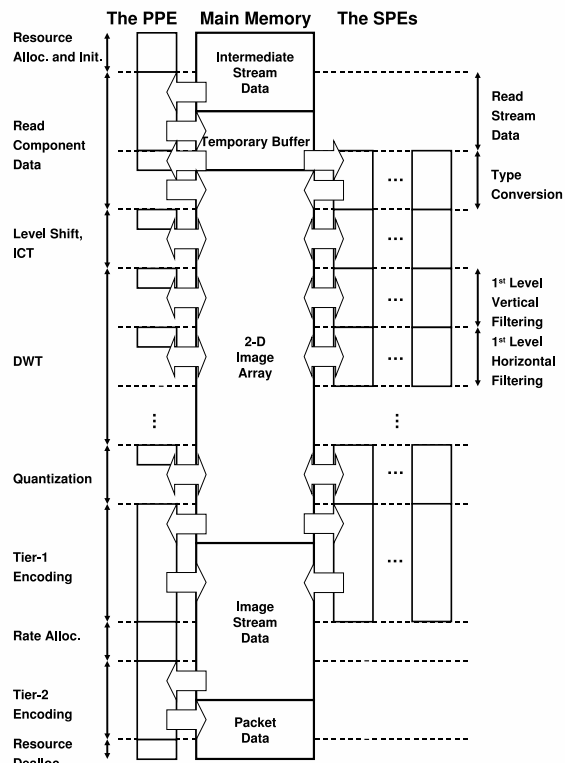 The PPE Main Memory The SPEs
Resource
Alloc. and Init.
Intermediate
Stream
Data
Read
Component
Data
Temporary Buffer
Read
Stream
Data
...
Type
Conversion
Level Shift,
ICT
...
DWT
2-D
Image
Array
...
1st Level
Vertical
Filtering
...
1st Level
Horizontal
Filtering
...
...
...
Quantization
...
Tier-1
Encoding
...
Image
Stream
Data
Rate Alloc.
Tier-2
Encoding
Packet
Data
Resource
Dealloc.